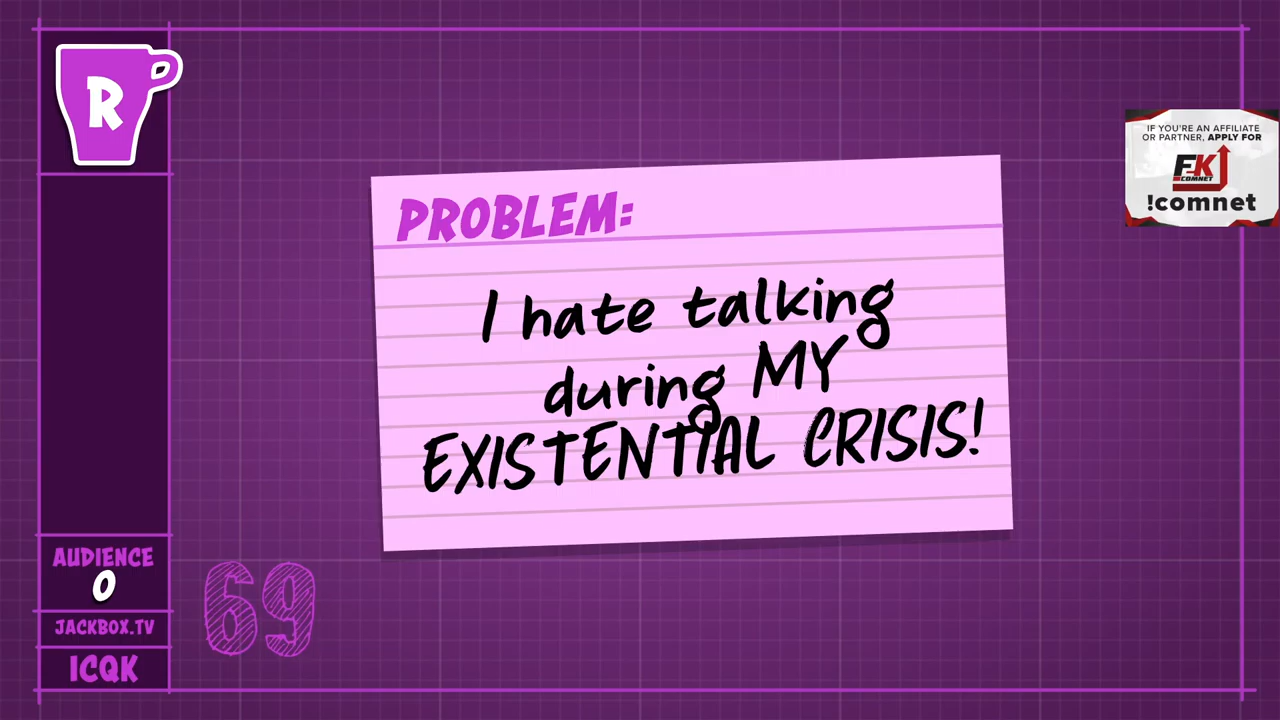 R
IF YOU'RE AN AFFILIATE
OR PARTNER, APPLY FOR
FK
COMNET
!comnet
PROBLEM:
I hate talking
during MY
EXISTENTIAL CRISIS!
AUDIENCE
0
JACKBOX.TV
ICQK
69